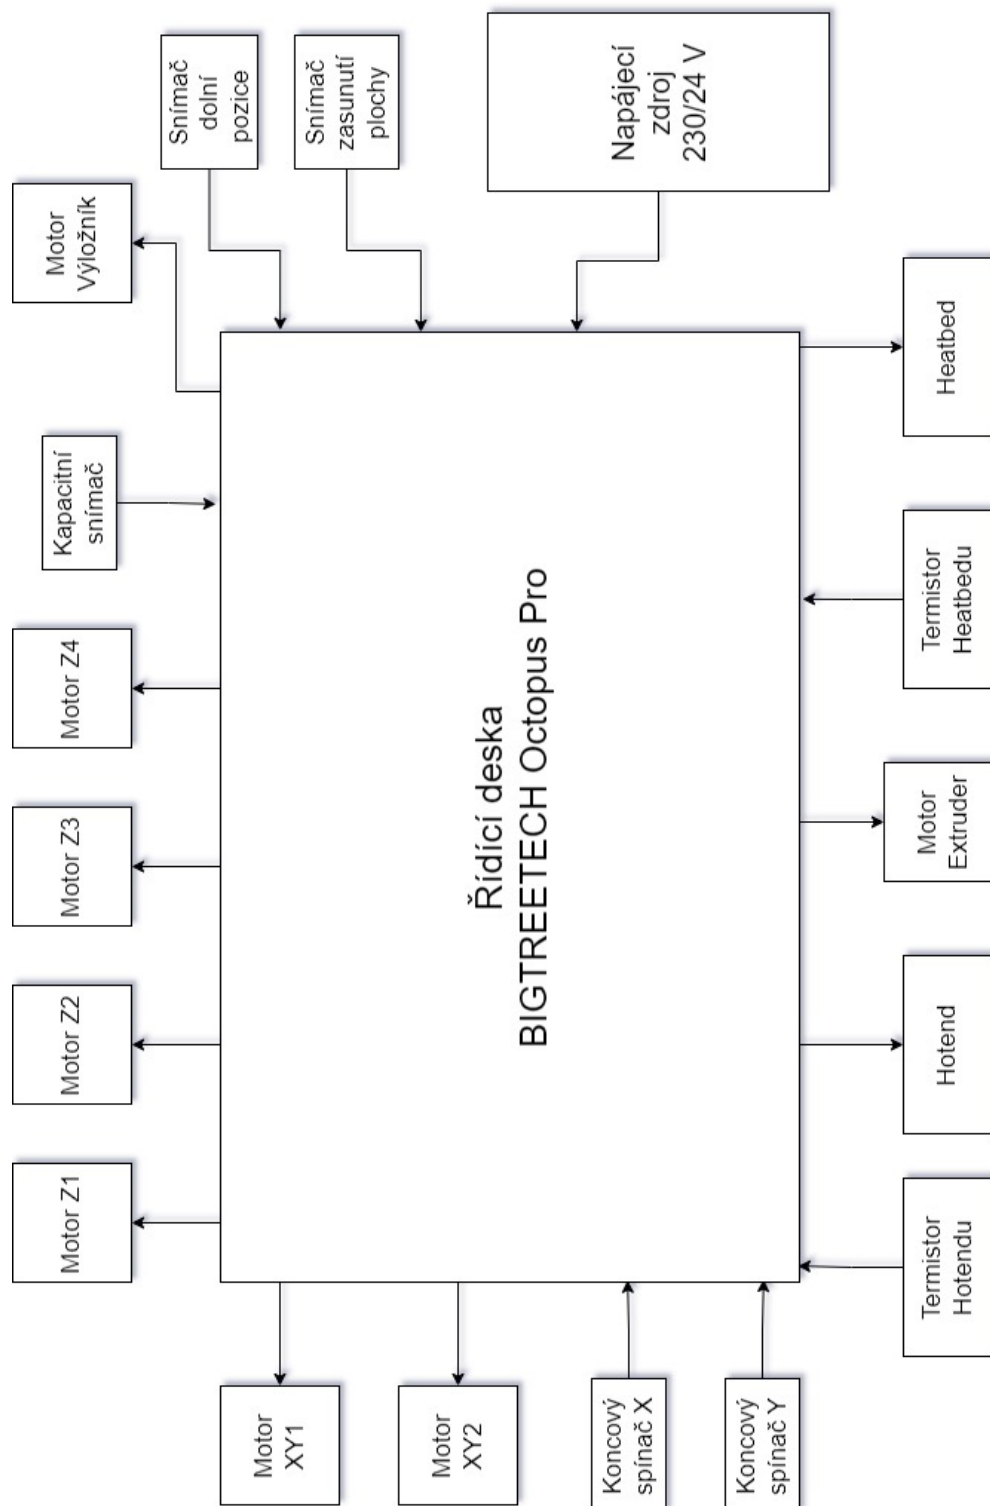 Motor Z1
Motor Z2
Motor Z3
Motor Z4
Kapacitní
snímač
Motor
Výložník
Motor
XY1
Snímač
dolní
pozice
Motor
XY2
Řídící deska
BIGTREETECH Octopus Pro
Snímač
zasunutí
plochy
Koncový
spínač X
Napájecí
zdroj
230/24 V
Koncový
spínač Y
Termistor
Hotendu
Hotend
Motor
Extruder
Termistor
Heatbedu
Heatbed